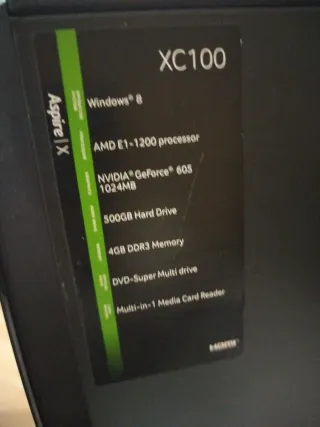 XC100
Aspire | X
Windows® 8
AMD E1-1200 processor
NVIDIA® GeForce® 605
1024MB
500GB Hard Drive
4GB DDR3 Memory
DVD-Super Multi drive
Multi-in-1 Media Card Reader
HDMI